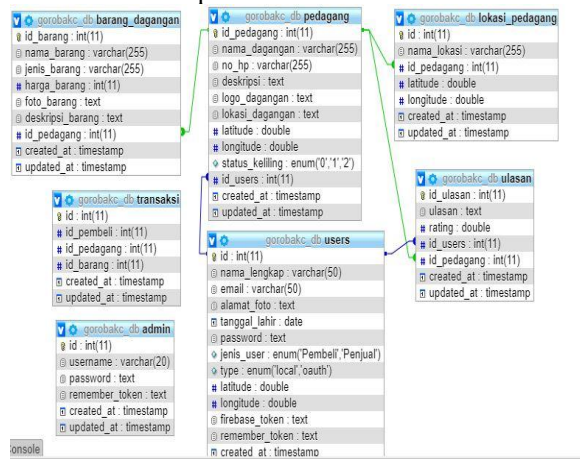 gorobakc_db barang_dagangan
id_barang : int(11)
nama_barang : varchar(255)
jenis_barang : varchar(255)
harga_barang : int(11)
foto_barang : text
deskripsi_barang : text
id_pedagang : int(11)
created_at : timestamp
updated_at : timestamp
gorobakc_db pedagang
id_pedagang : int(11)
nama_dagangan : varchar(255)
no_hp : varchar(255)
deskripsi : text
logo_dagangan : text
lokasi_dagangan : text
latitude : double
longitude : double
status_keliling : enum('0','1','2')
id_users : int(11)
created_at : timestamp
updated_at : timestamp
gorobakc_db lokasi_pedagang
id : int(11)
nama_lokasi : varchar(255)
id_pedagang : int(11)
latitude : double
longitude : double
created_at : timestamp
updated_at : timestamp
gorobakc_db transaksi
id : int(11)
id_pembeli : int(11)
id_pedagang : int(11)
id_barang : int(11)
created_at : timestamp
updated_at : timestamp
gorobakc_db ulasan
id_ulasan : int(11)
ulasan : text
rating : double
id_users : int(11)
id_pedagang : int(11)
created_at : timestamp
updated_at : timestamp
gorobakc_db users
id : int(11)
nama_lengkap : varchar(50)
email : varchar(50)
alamat_foto : text
tanggal_lahir : date
password : text
jenis_user : enum('Pembeli','Penjual')
type : enum('local','oauth')
latitude : double
longitude : double
firebase_token : text
remember_token : text
created_at : timestamp
gorobakc_db admin
id : int(11)
username : varchar(20)
password : text
remember_token : text
created_at : timestamp
updated_at : timestamp
onsole